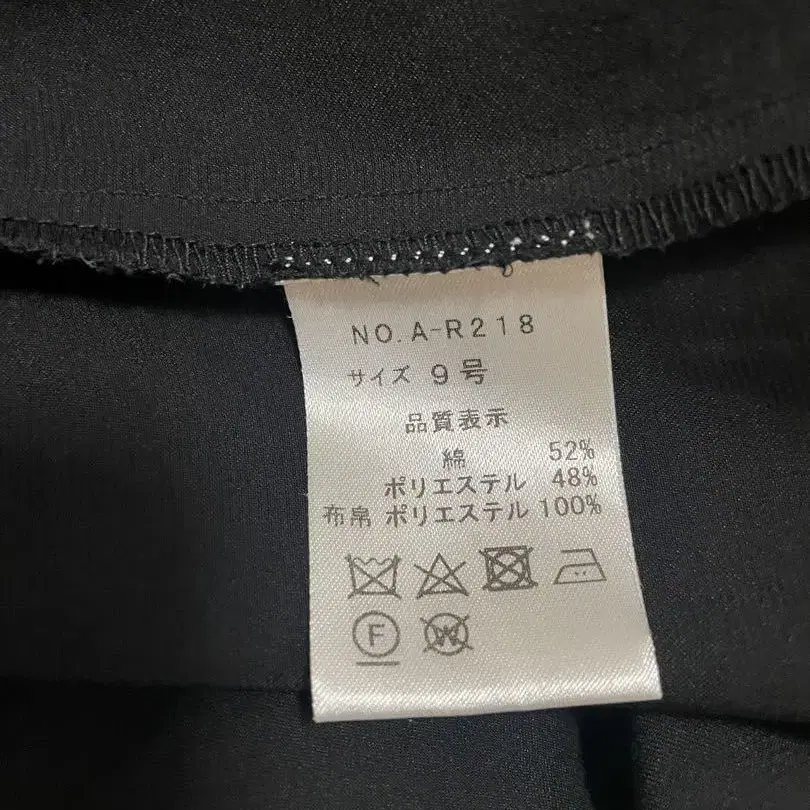 NO. A-R218
サイズ 9号
品質表示
綿 52%
ポリエステル 48%
布帛 ポリエステル 100%
F W